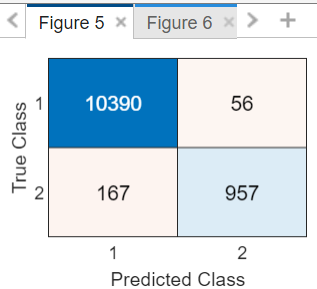 Figure 5 × Figure 6 ×
True Class
1 10390 56
2 167 957
1 2
Predicted Class